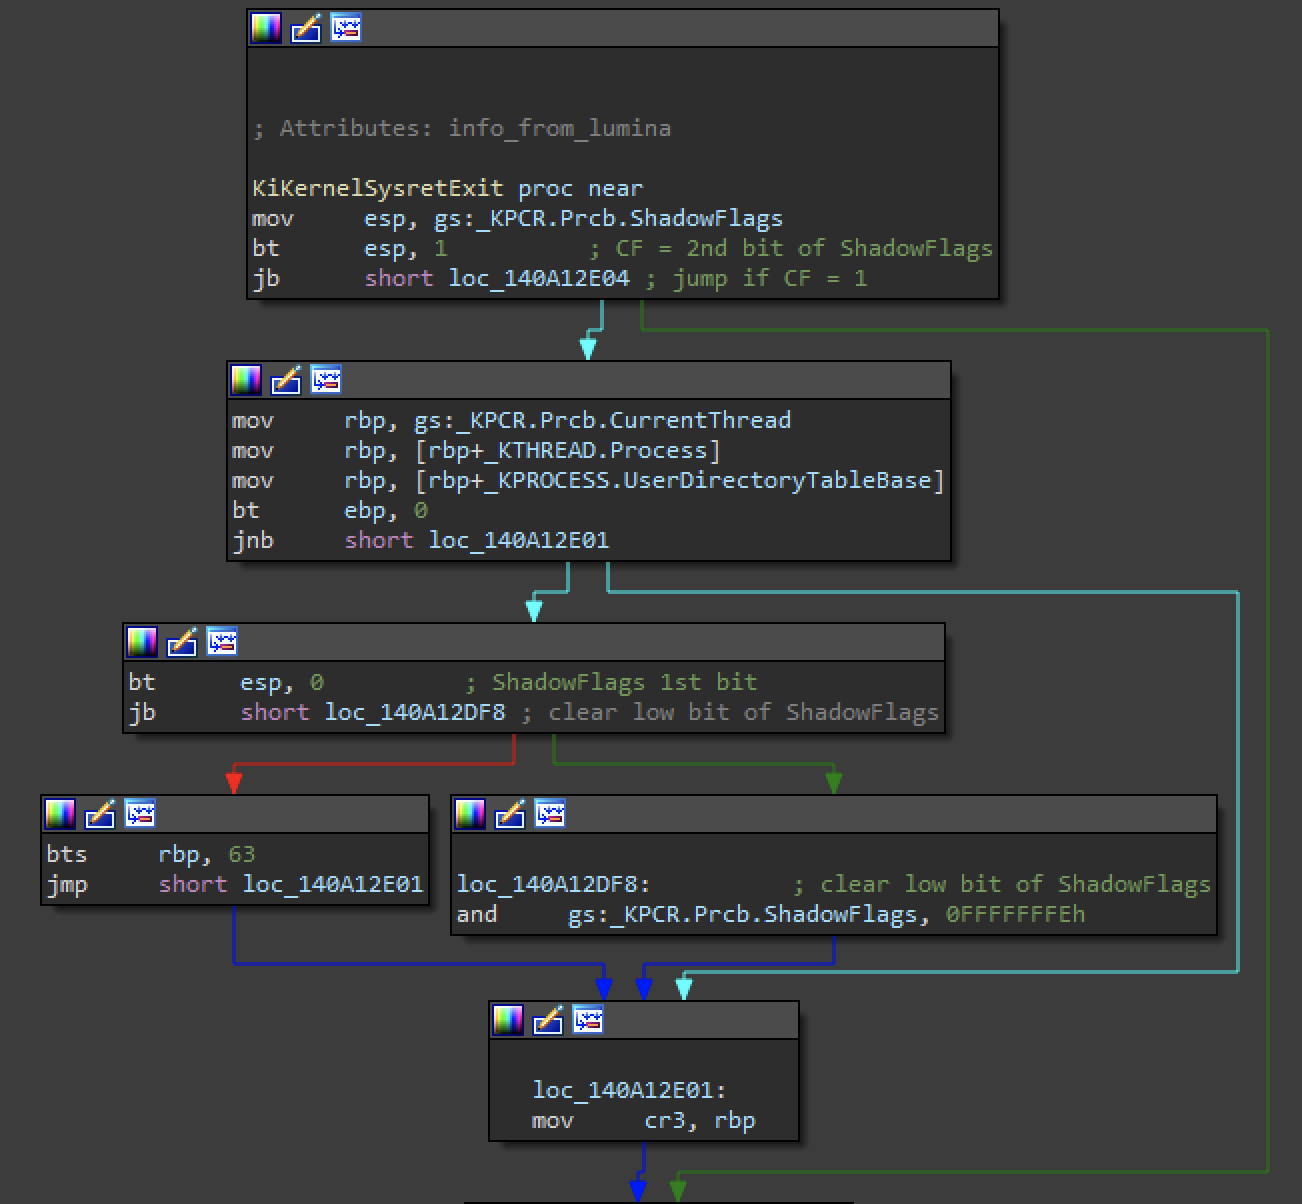 ; Attributes: info_from_lumina
KiKernelSysretExit proc near
mov esp, gs:_KPCR.Prcb.ShadowFlags
bt esp, 1 ; CF = 2nd bit of ShadowFlags
jb short loc_140A12E04 ; jump if CF = 1
mov rbp, gs:_KPCR.Prcb.CurrentThread
mov rbp, [rbp+_KTHREAD.Process]
mov rbp, [rbp+_KPROCESS.UserDirectoryTableBase]
bt ebp, 0
jnb short loc_140A12E01
bt esp, 0 ; ShadowFlags 1st bit
jb short loc_140A12DF8 ; clear low bit of ShadowFlags
bts rbp, 63
jmp short loc_140A12E01
loc_140A12DF8: ; clear low bit of ShadowFlags
and gs:_KPCR.Prcb.ShadowFlags, 0FFFFFFFEh
loc_140A12E01:
mov cr3, rbp